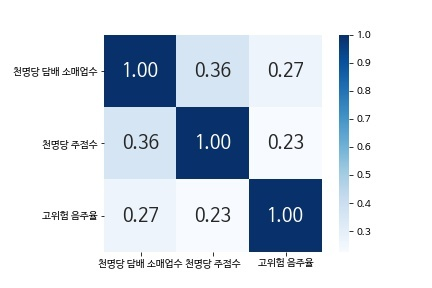 1.0
천명당 담배 소매업수 1.00 0.36 0.27
0.9
0.8
0.7
천명당 주점수 0.36 1.00 0.23
0.6
0.5
고위험 음주율 0.27 0.23 1.00
0.4
0.3
천명당 담배 소매업수 천명당 주점수 고위험 음주율